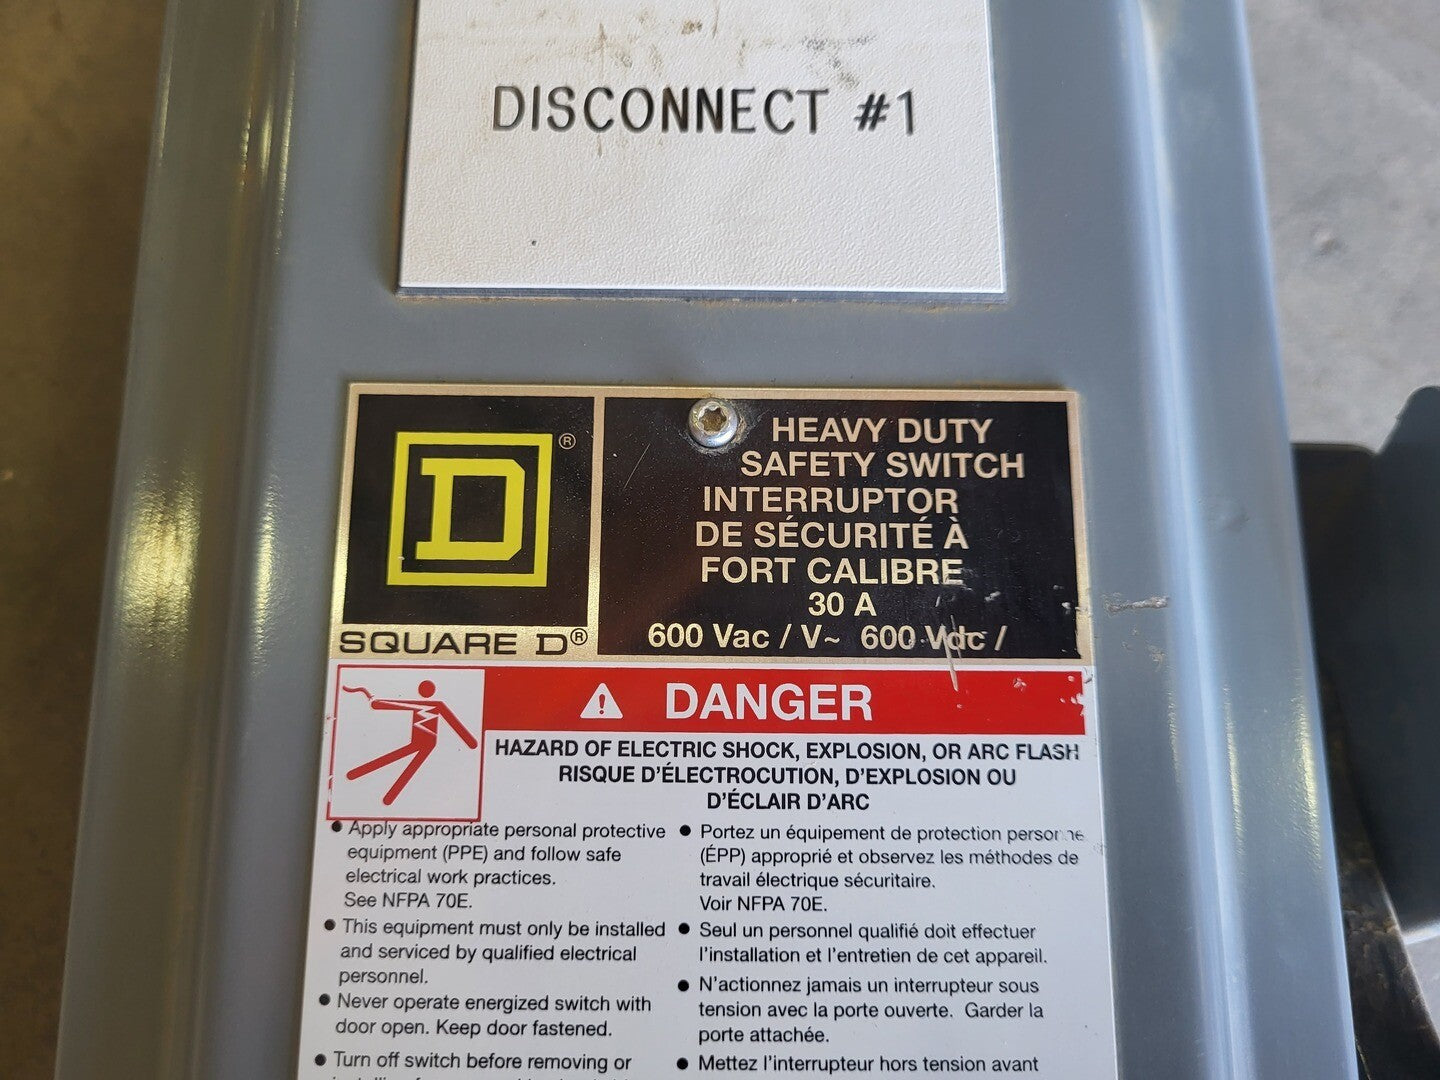 DISCONNECT #1
D®
SQUARE D®
HEAVY DUTY
SAFETY SWITCH
INTERRUPTOR
DE SÉCURITÉ À
FORT CALIBRE
30 A
600 Vac / V~ 600 Vdc /
DANGER
HAZARD OF ELECTRIC SHOCK, EXPLOSION, OR ARC FLASH
RISQUE D'ÉLECTROCUTION, D'EXPLOSION OU
D'ÉCLAIR D'ARC
• Apply appropriate personal protective
equipment (PPE) and follow safe
electrical work practices.
See NFPA 70E.
• This equipment must only be installed
and serviced by qualified electrical
personnel.
• Never operate energized switch with
door open. Keep door fastened.
• Turn off switch before removing or
• Portez un équipement de protection personne
(ÉPP) approprié et observez les méthodes de
travail électrique sécuritaire.
Voir NFPA 70E.
• Seul un personnel qualifié doit effectuer
l'installation et l'entretien de cet appareil.
• N'actionnez jamais un interrupteur sous
tension avec la porte ouverte. Garder la
porte attachée.
• Mettez l'interrupteur hors tension avant